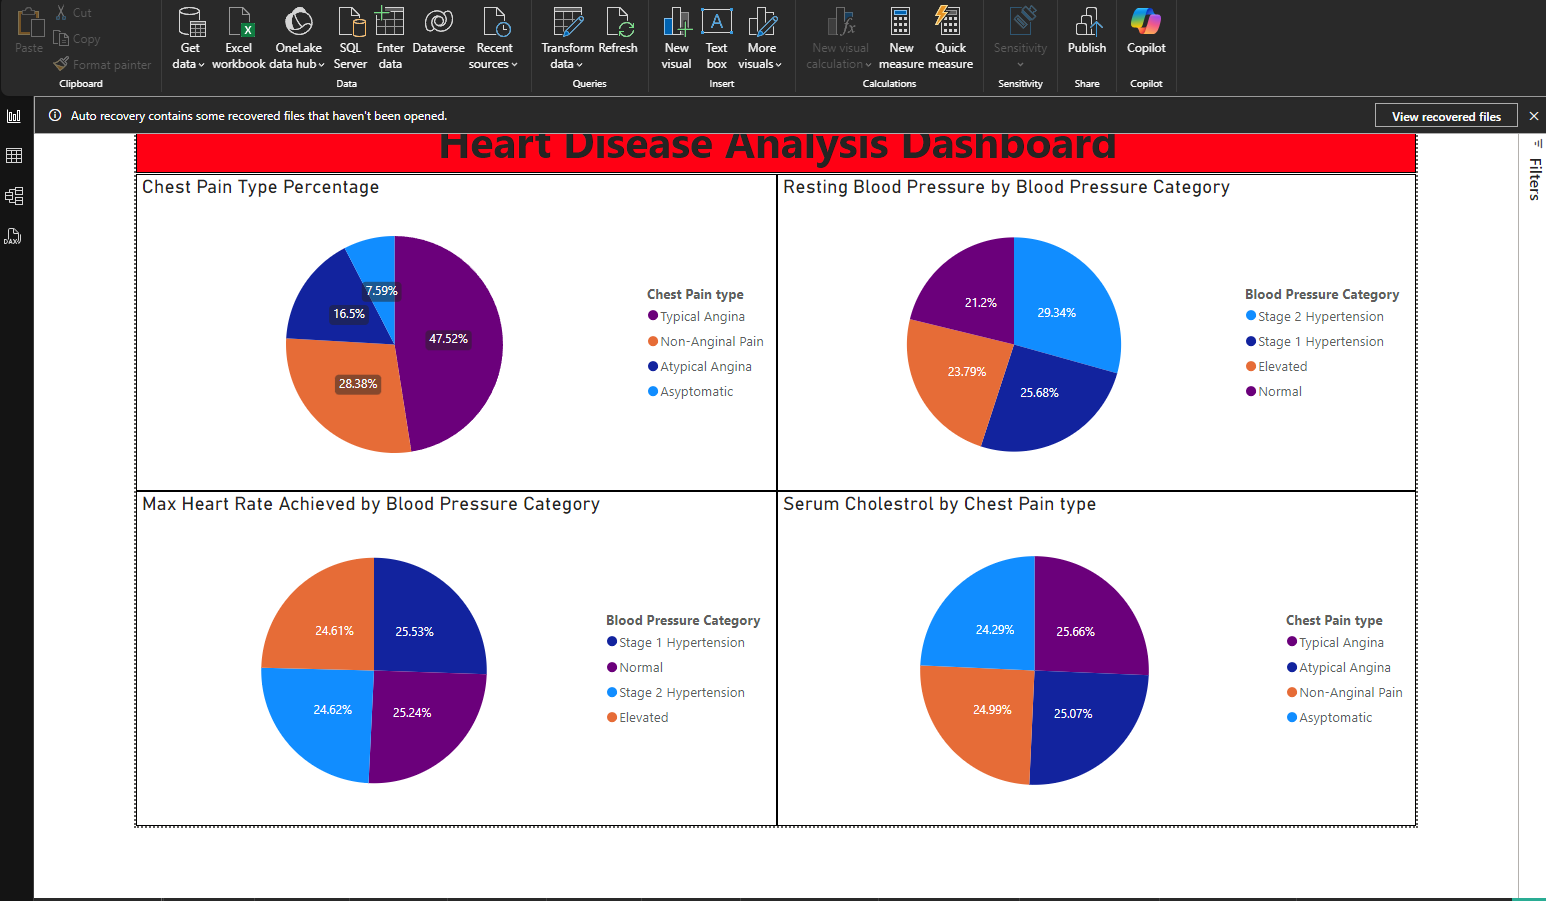 Paste
Cut
Copy
Format painter
Clipboard
Get
data
Excel
workbook
OneLake
data hub
SQL
Server
Enter
data
Dataverse
Recent
sources
Data
Transform
data
Refresh
Queries
New
visual
A
Text
box
More
visuals
Insert
New visual
calculation
New
measure
Quick
measure
Calculations
Sensitivity
Sensitivity
Publish
Share
Copilot
Copilot
DAX
Auto recovery contains some recovered files that haven't been opened.
View recovered files
Filters
Heart Disease Analysis Dashboard
Chest Pain Type Percentage
7.59%
16.5%
47.52%
28.38%
Chest Pain type
Typical Angina
Non-Anginal Pain
Atypical Angina
Asyptomatic
Resting Blood Pressure by Blood Pressure Category
21.2%
29.34%
23.79%
25.68%
Blood Pressure Category
Stage 2 Hypertension
Stage 1 Hypertension
Elevated
Normal
Max Heart Rate Achieved by Blood Pressure Category
24.61%
25.53%
24.62%
25.24%
Blood Pressure Category
Stage 1 Hypertension
Normal
Stage 2 Hypertension
Elevated
Serum Cholestrol by Chest Pain type
24.29%
25.66%
24.99%
25.07%
Chest Pain type
Typical Angina
Atypical Angina
Non-Anginal Pain
Asyptomatic